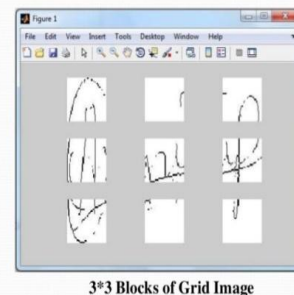 Figure 1
File Edit View Insert Tools Desktop Window Help
3*3 Blocks of Grid Image